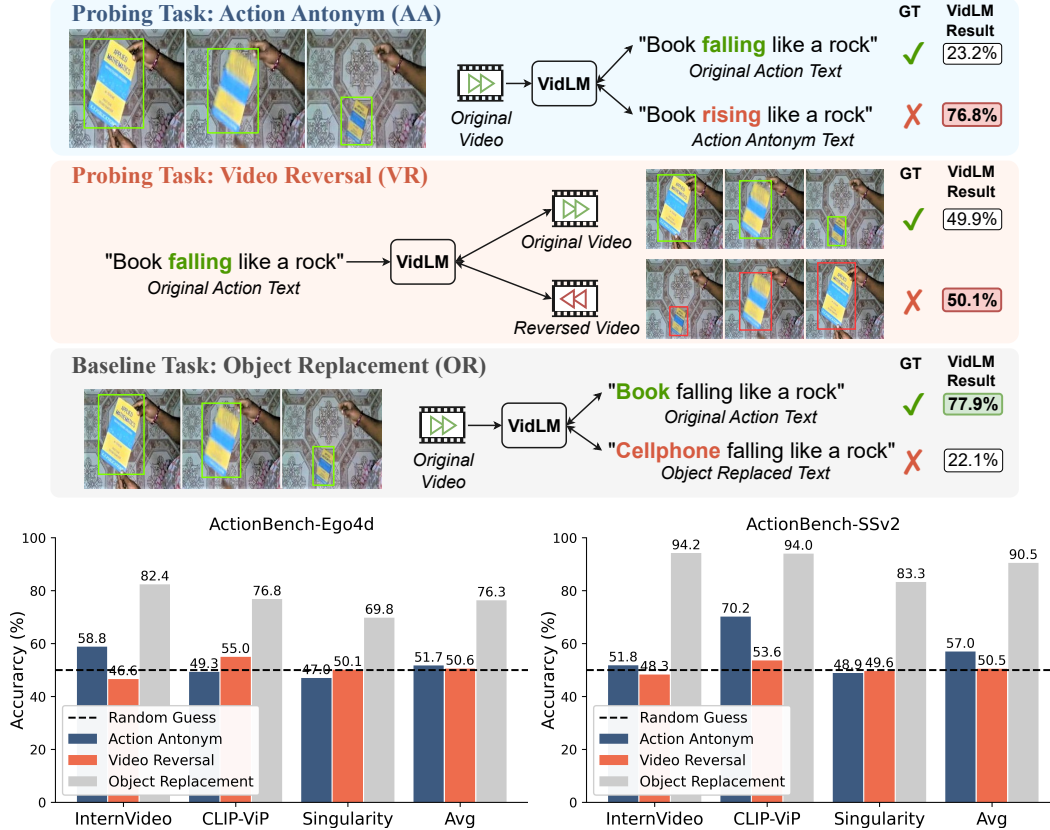 Probing Task: Action Antonym (AA)
GT
VidLM
Result
APPLIED
MATHEMATICS
Original
Video
VidLM
"Book falling like a rock"
Original Action Text
✓
23.2%
"Book rising like a rock"
Action Antonym Text
✗
76.8%
Probing Task: Video Reversal (VR)
GT
VidLM
Result
"Book falling like a rock"
Original Action Text
VidLM
Original Video
✓
49.9%
Reversed Video
✗
50.1%
Baseline Task: Object Replacement (OR)
GT
VidLM
Result
Original
Video
VidLM
"Book falling like a rock"
Original Action Text
✓
77.9%
"Cellphone falling like a rock"
Object Replaced Text
✗
22.1%
ActionBench-Ego4d
Accurarcy (%)
100
80
60
40
20
0
58.8
46.6
82.4
49.3
55.0
76.8
47.0
50.1
69.8
51.7
50.6
76.3
Random Guess
Action Antonym
Video Reversal
Object Replacement
InternVideo
CLIP-ViP
Singularity
Avg
ActionBench-SSv2
Accurarcy (%)
100
80
60
40
20
0
51.8
48.3
94.2
70.2
53.6
94.0
48.9
49.6
83.3
57.0
50.5
90.5
Random Guess
Action Antonym
Video Reversal
Object Replacement
InternVideo
CLIP-ViP
Singularity
Avg